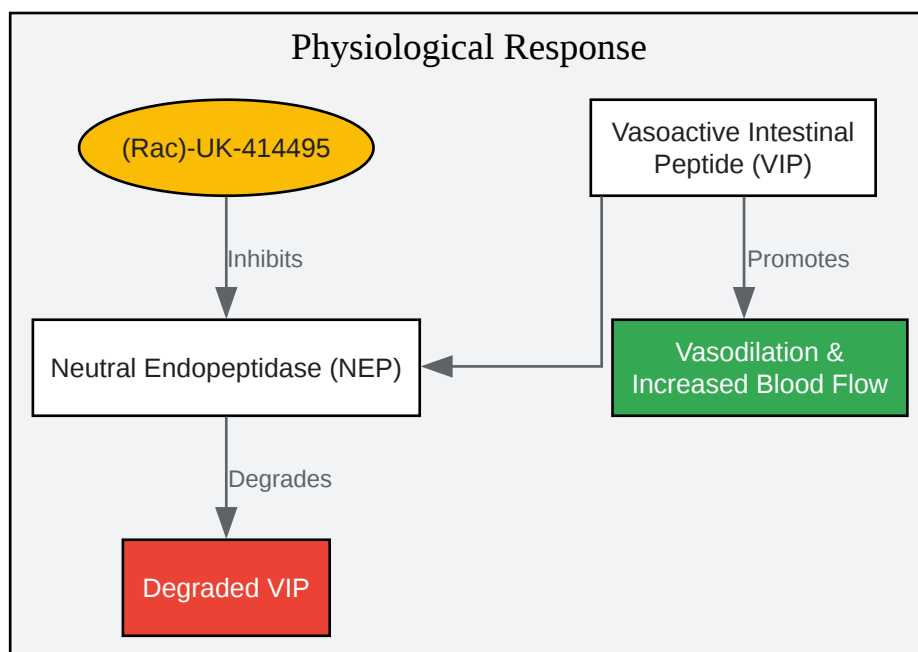 Physiological Response
(Rac)-UK-414495
Vasoactive Intestinal
Peptide (VIP)
Inhibits
Promotes
Neutral Endopeptidase (NEP)
Vasodilation &
Increased Blood Flow
Degrades
Degraded VIP